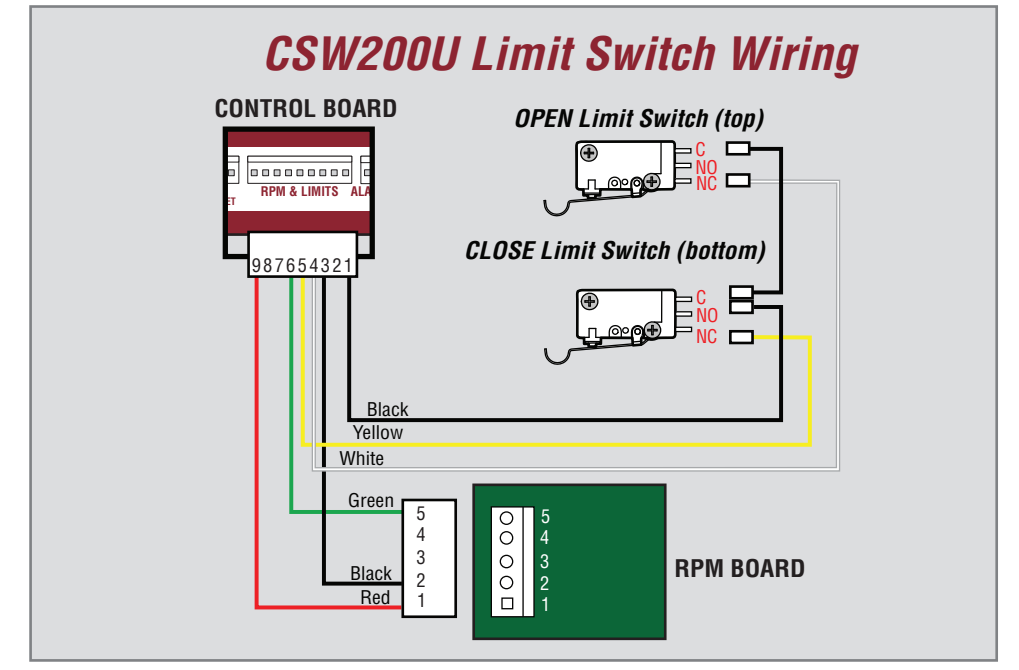 CSW200U Limit Switch Wiring
CONTROL BOARD
OPEN Limit Switch (top)
C
NO
NC
RPM & LIMITS
ALA
ET
CLOSE Limit Switch (bottom)
987654321
C
NO
NC
Black
Yellow
White
Green
5
4
3
Black
2
Red
1
5
4
3
2
1
RPM BOARD